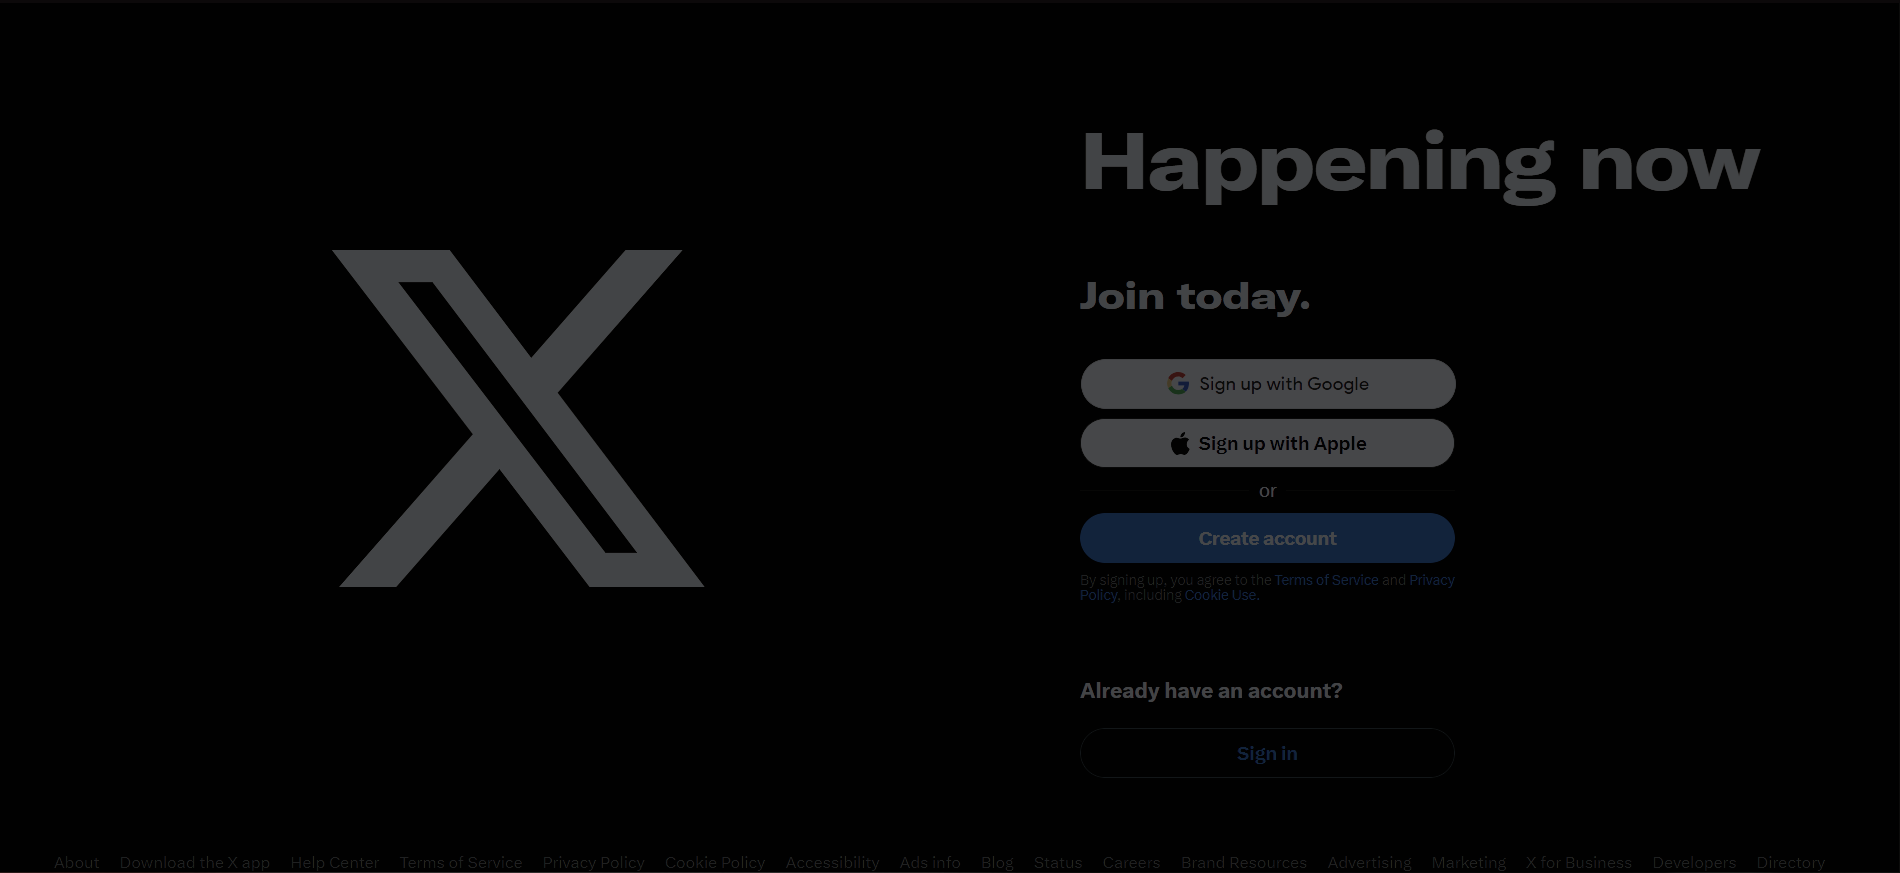 Happening now
Join today.
Sign up with Google
Sign up with Apple
or
Create account
By signing up, you agree to the Terms of Service and Privacy
Policy, including Cookie Use.
Already have an account?
Sign in
About Download the X app Help Center Terms of Service Privacy Policy Cookie Policy Accessibility Ads info Blog Status Careers Brand Resources Advertising Marketing X for Business Developers Directory